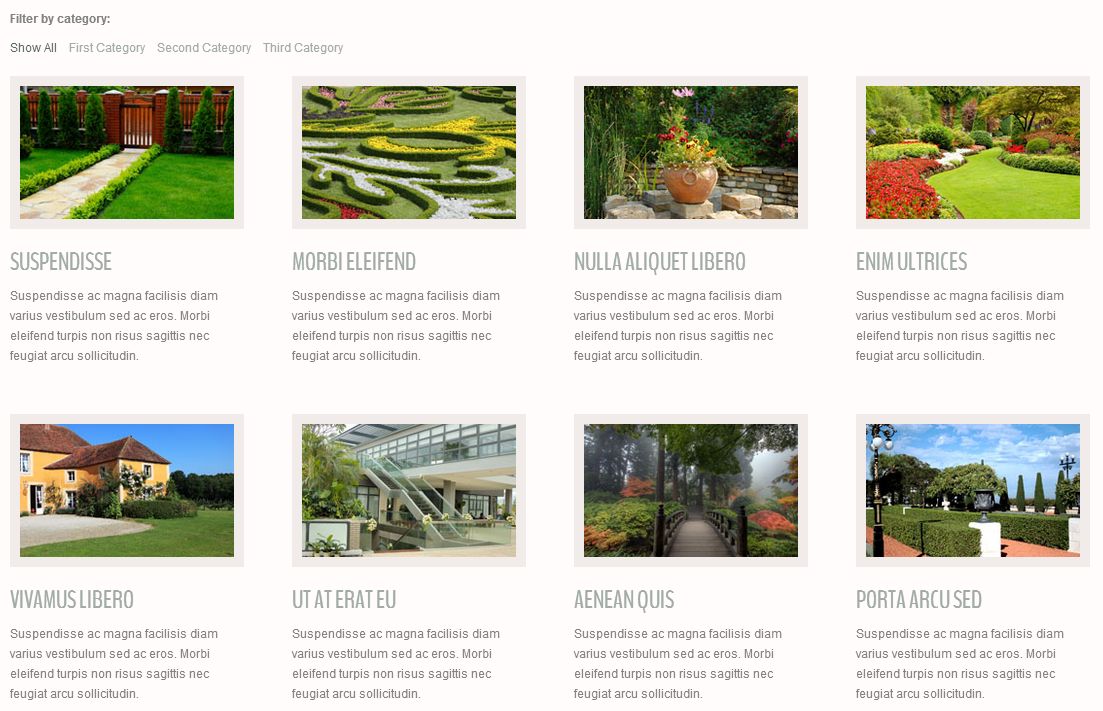 Filter by category:
Show All First Category Second Category Third Category
SUSPENDISSE
Suspendisse ac magna facilisis diam
varius vestibulum sed ac eros. Morbi
eleifend turpis non risus sagittis nec
feugiat arcu sollicitudin.
MORBI ELEIFEND
Suspendisse ac magna facilisis diam
varius vestibulum sed ac eros. Morbi
eleifend turpis non risus sagittis nec
feugiat arcu sollicitudin.
NULLA ALIQUET LIBERO
Suspendisse ac magna facilisis diam
varius vestibulum sed ac eros. Morbi
eleifend turpis non risus sagittis nec
feugiat arcu sollicitudin.
ENIM ULTRICES
Suspendisse ac magna facilisis diam
varius vestibulum sed ac eros. Morbi
eleifend turpis non risus sagittis nec
feugiat arcu sollicitudin.
VIVAMUS LIBERO
Suspendisse ac magna facilisis diam
varius vestibulum sed ac eros. Morbi
eleifend turpis non risus sagittis nec
feugiat arcu sollicitudin.
UT AT ERAT EU
Suspendisse ac magna facilisis diam
varius vestibulum sed ac eros. Morbi
eleifend turpis non risus sagittis nec
feugiat arcu sollicitudin.
AENEAN QUIS
Suspendisse ac magna facilisis diam
varius vestibulum sed ac eros. Morbi
eleifend turpis non risus sagittis nec
feugiat arcu sollicitudin.
PORTA ARCU SED
Suspendisse ac magna facilisis diam
varius vestibulum sed ac eros. Morbi
eleifend turpis non risus sagittis nec
feugiat arcu sollicitudin.